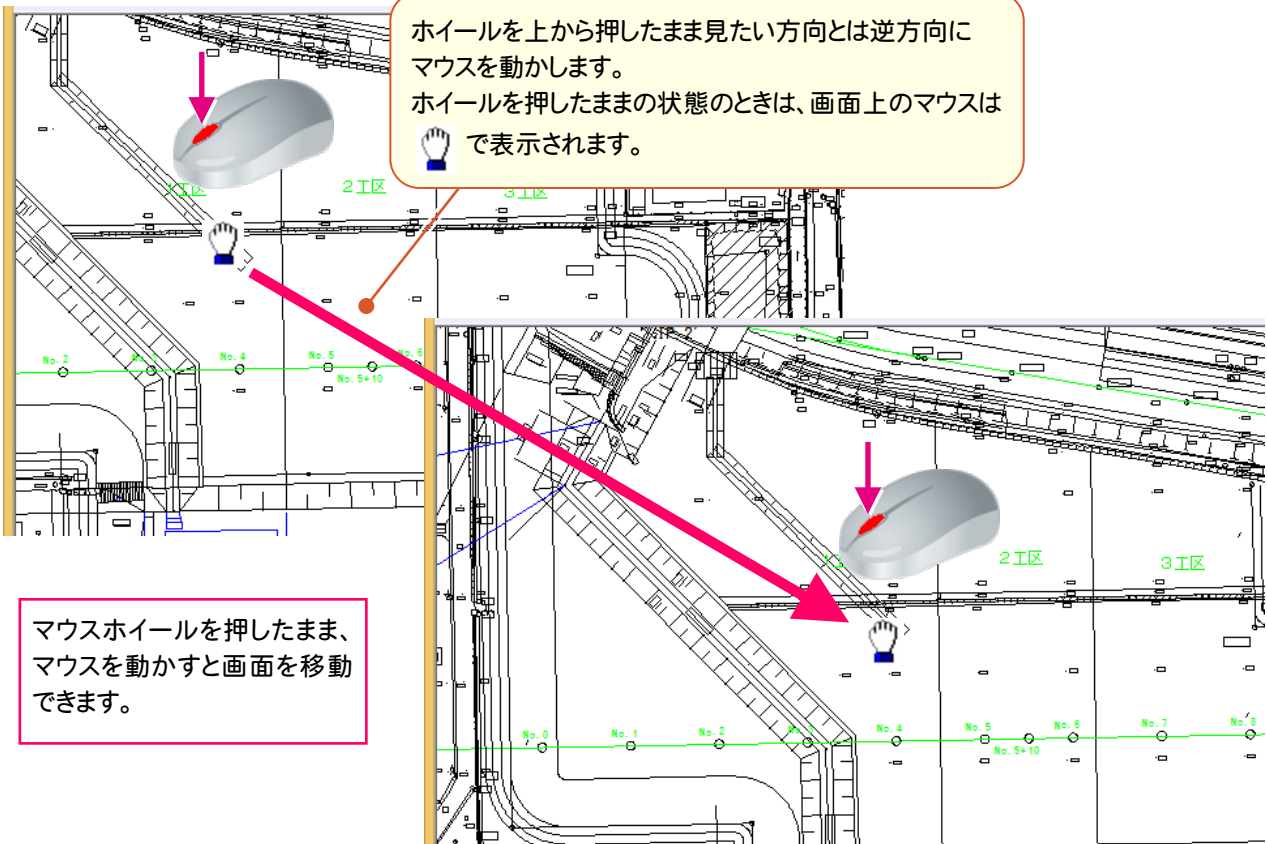 ホイールを上から押したまま見たい方向とは逆方向に
マウスを動かします。
ホイールを押したままの状態のときは、画面上のマウスは
で表示されます。
1工区
2工区
3工区
No. 2
No. 4
No. 5
No. 6
No. 5+10
マウスホイールを押したまま、
マウスを動かすと画面を移動
できます。
IP-2
2工区
3工区
No. 0
No. 1
No. 2
No. 4
No. 5
No. 6
No. 7
No. 8
No. 5+10